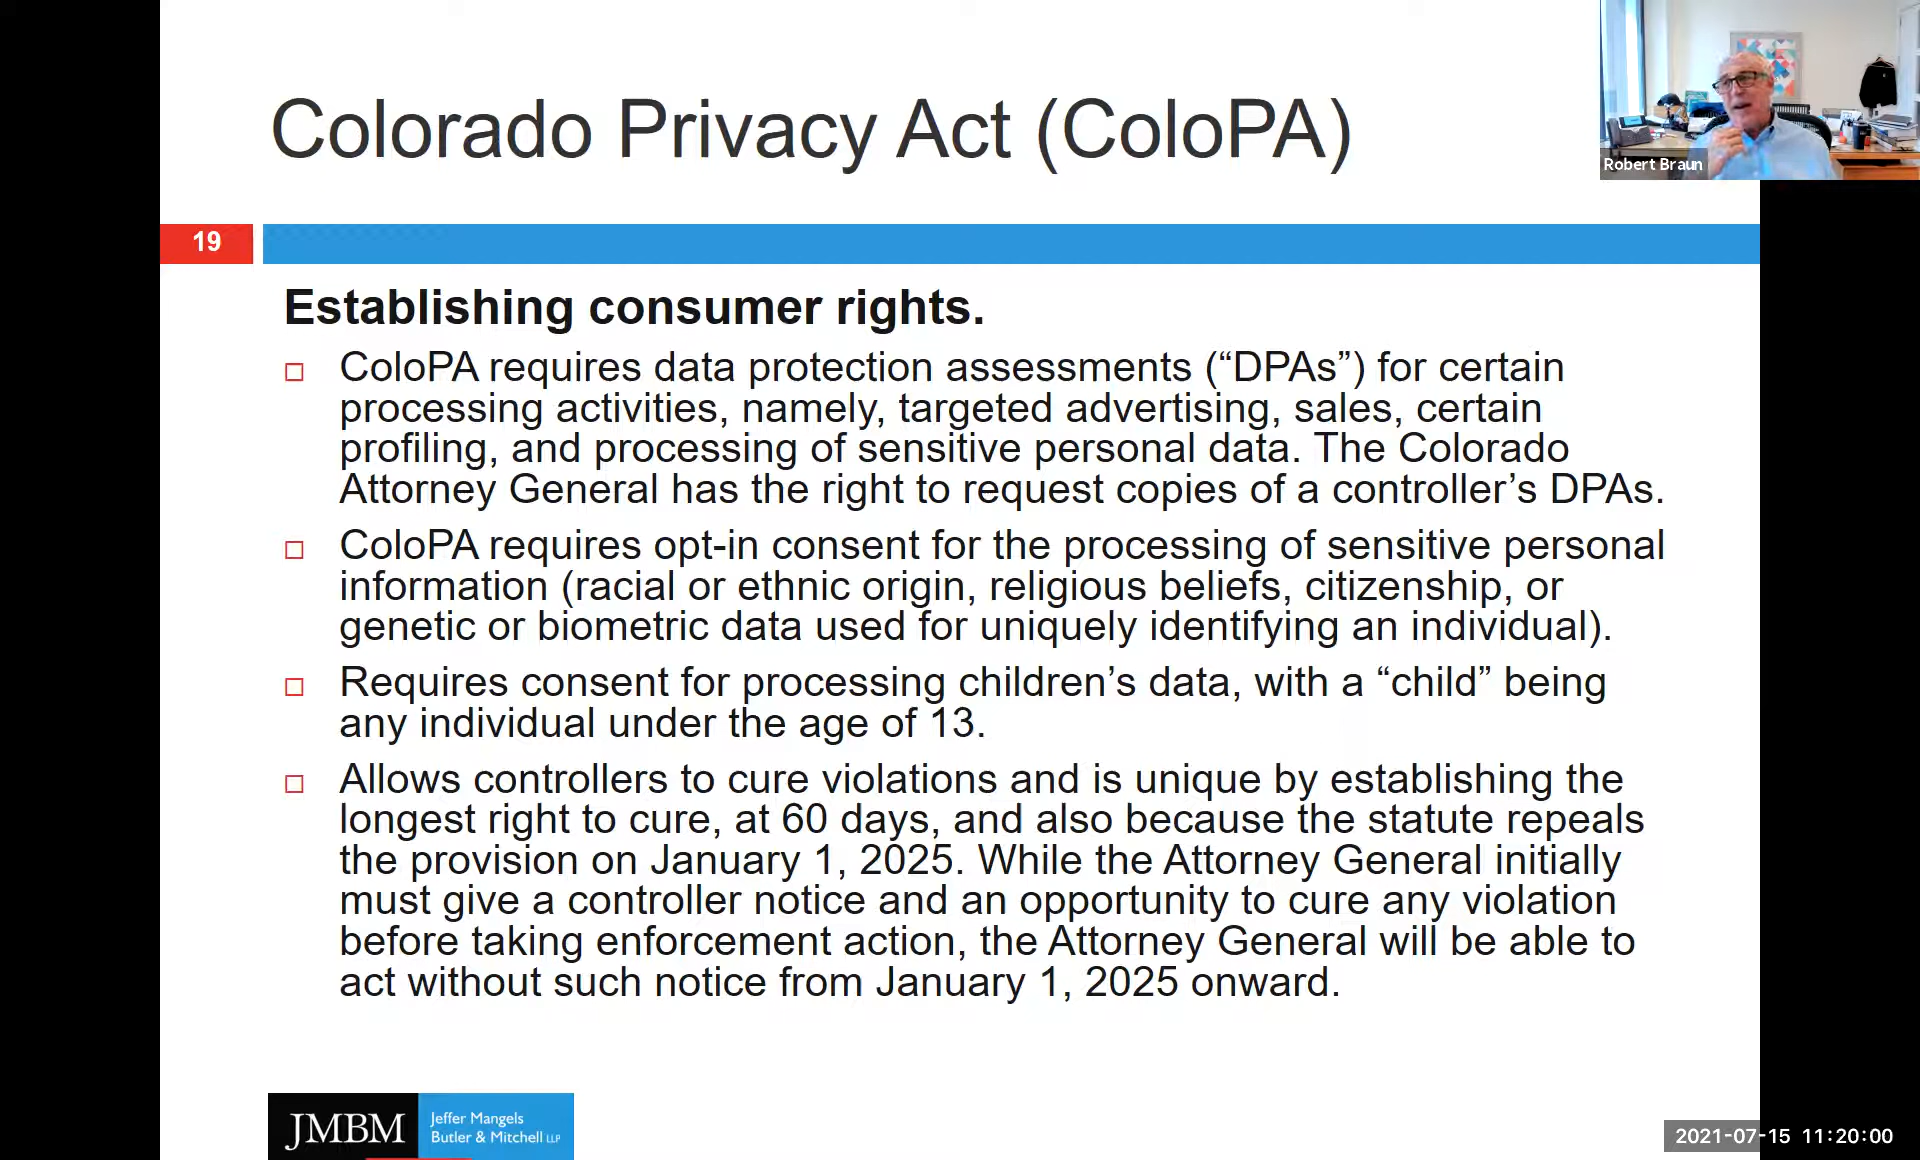 Colorado Privacy Act (ColoPA)
Robert Braun
19
Establishing consumer rights.
ColoPA requires data protection assessments (“DPAs”) for certain
processing activities, namely, targeted advertising, sales, certain
profiling, and processing of sensitive personal data. The Colorado
Attorney General has the right to request copies of a controller’s DPAs.
ColoPA requires opt-in consent for the processing of sensitive personal
information (racial or ethnic origin, religious beliefs, citizenship, or
genetic or biometric data used for uniquely identifying an individual).
Requires consent for processing children’s data, with a “child” being
any individual under the age of 13.
Allows controllers to cure violations and is unique by establishing the
longest right to cure, at 60 days, and also because the statute repeals
the provision on January 1, 2025. While the Attorney General initially
must give a controller notice and an opportunity to cure any violation
before taking enforcement action, the Attorney General will be able to
act without such notice from January 1, 2025 onward.
JMBM
Jeffer Mangels
Butler & Mitchell LLP
2021-07-15 11:20:00